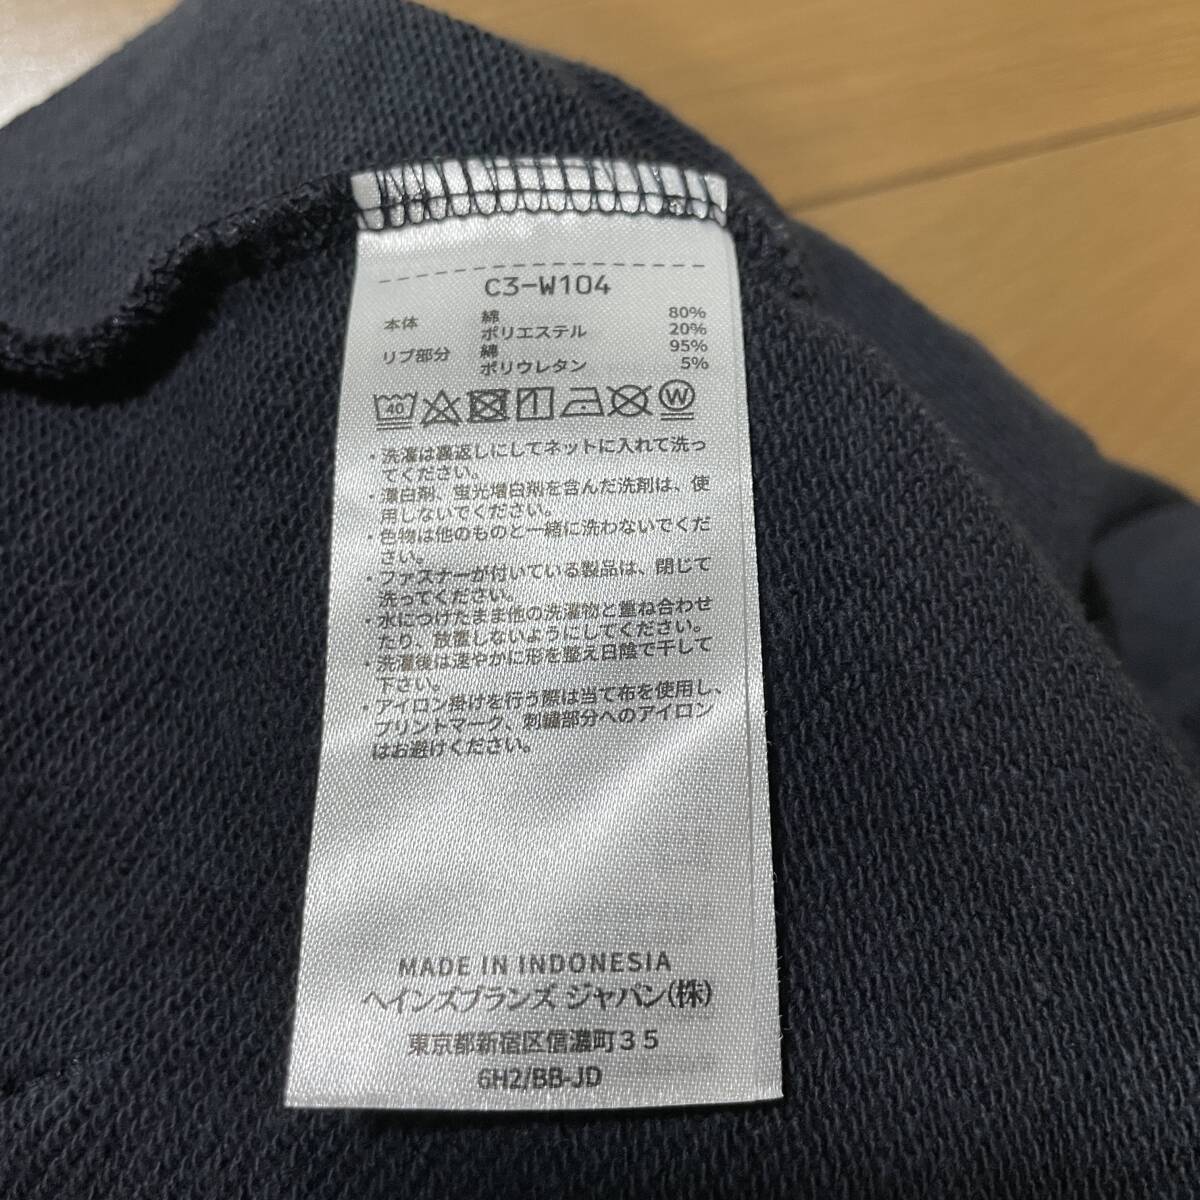 C3-W104
本体 綿 80%
ポリエステル 20%
リブ部分 綿 95%
ポリウレタン 5%
40 W
・洗濯は裏返しにしてネットに入れて洗っ
てください。
・漂白剤、蛍光増白剤を含んだ洗剤は、使
用しないでください。
・色物は他のものと一緒に洗わないでくだ
さい。
・ファスナーが付いている製品は、閉じて
洗ってください。
・水につけたまま他の洗濯物と重ね合わせ
たり、放置しないようにしてください。
・洗濯後は速やかに形を整え日陰で干して
下さい。
・アイロン掛けを行う際は当て布を使用し、
プリントマーク、刺繍部分へのアイロン
はお避けください。
MADE IN INDONESIA
ヘインズブランズ ジャパン(株)
東京都新宿区信濃町35
6H2/BB-JD